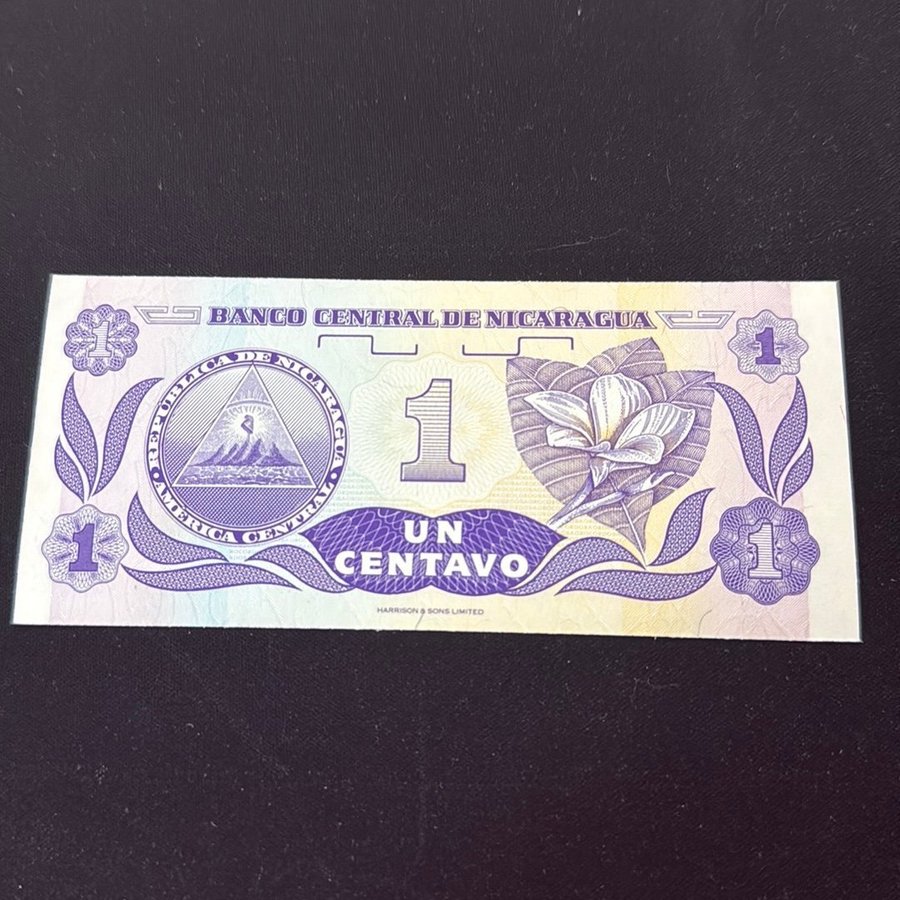 BANCO CENTRAL DE NICARAGUA
1
1
REPUBLICA DE NICARAGUA
AMERICA CENTRAL
1
1
1
UN
CENTAVO
HARRISON & SONS LIMITED